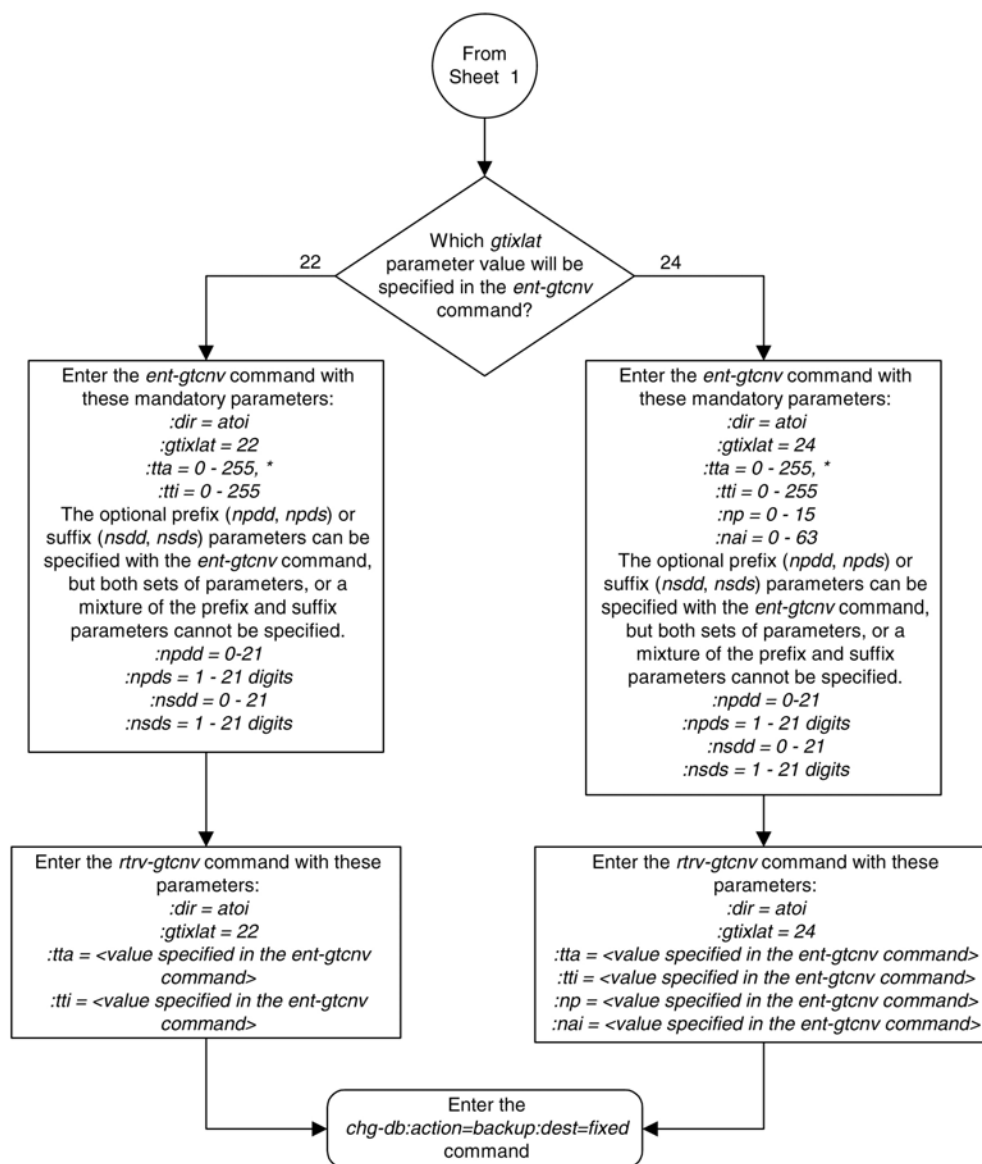 From
Sheet 1
Which gtixlat
parameter value will be
specified in the ent-gtcnv
command?
22
24
Enter the ent-gtcnv command with
these mandatory parameters:
:dir = atoi
:gtixlat = 22
:tta = 0 - 255, *
:tti = 0 - 255
The optional prefix (npdd, npds) or
suffix (nsdd, nsds) parameters can be
specified with the ent-gtcnv command,
but both sets of parameters, or a
mixture of the prefix and suffix
parameters cannot be specified.
:npdd = 0-21
:npds = 1 - 21 digits
:nsdd = 0 - 21
:nsds = 1 - 21 digits
Enter the ent-gtcnv command with
these mandatory parameters:
:dir = atoi
:gtixlat = 24
:tta = 0 - 255, *
:tti = 0 - 255
:np = 0 - 15
:nai = 0 - 63
The optional prefix (npdd, npds) or
suffix (nsdd, nsds) parameters can be
specified with the ent-gtcnv command,
but both sets of parameters, or a
mixture of the prefix and suffix
parameters cannot be specified.
:npdd = 0-21
:npds = 1 - 21 digits
:nsdd = 0 - 21
:nsds = 1 - 21 digits
Enter the rtrv-gtcnv command with these
parameters:
:dir = atoi
:gtixlat = 22
:tta = <value specified in the ent-gtcnv
command>
:tti = <value specified in the ent-gtcnv
command>
Enter the rtrv-gtcnv command with these
parameters:
:dir = atoi
:gtixlat = 24
:tta = <value specified in the ent-gtcnv command>
:tti = <value specified in the ent-gtcnv command>
:np = <value specified in the ent-gtcnv command>
:nai = <value specified in the ent-gtcnv command>
Enter the
chg-db:action=backup:dest=fixed
command